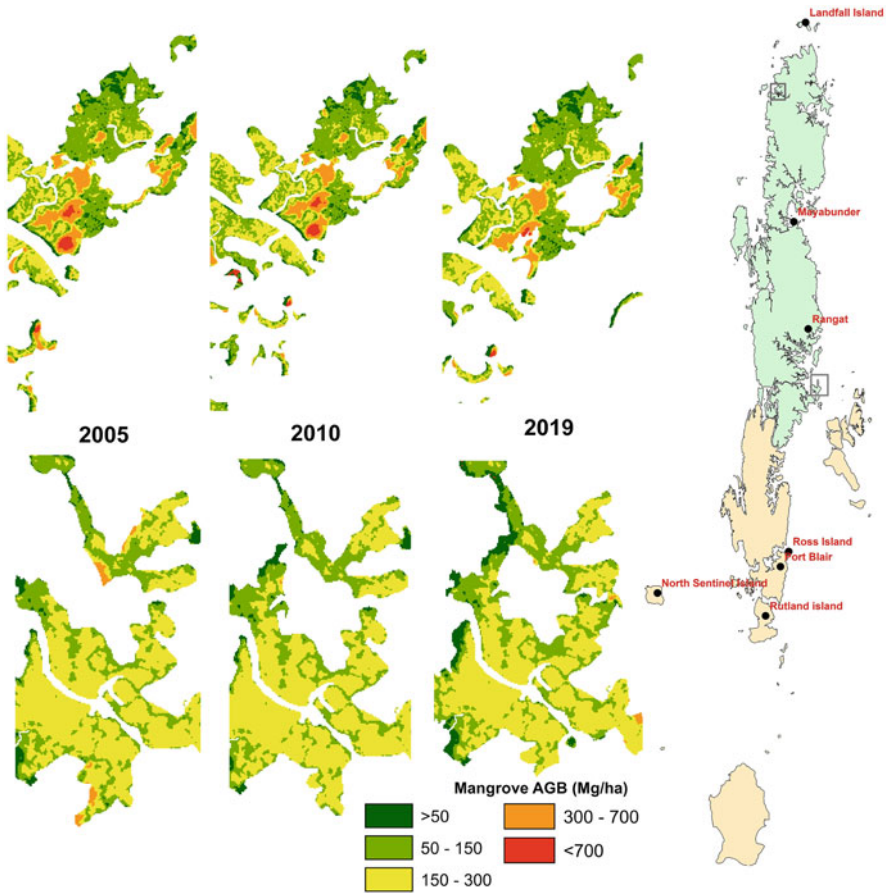 Landfall Island
Mayabunder
Rangat
2005
2010
2019
Ross Island
Port Blair
North Sentinel Island
Rutland island
Mangrove AGB (Mg/ha)
>50
300 - 700
50 - 150
<700
150 - 300